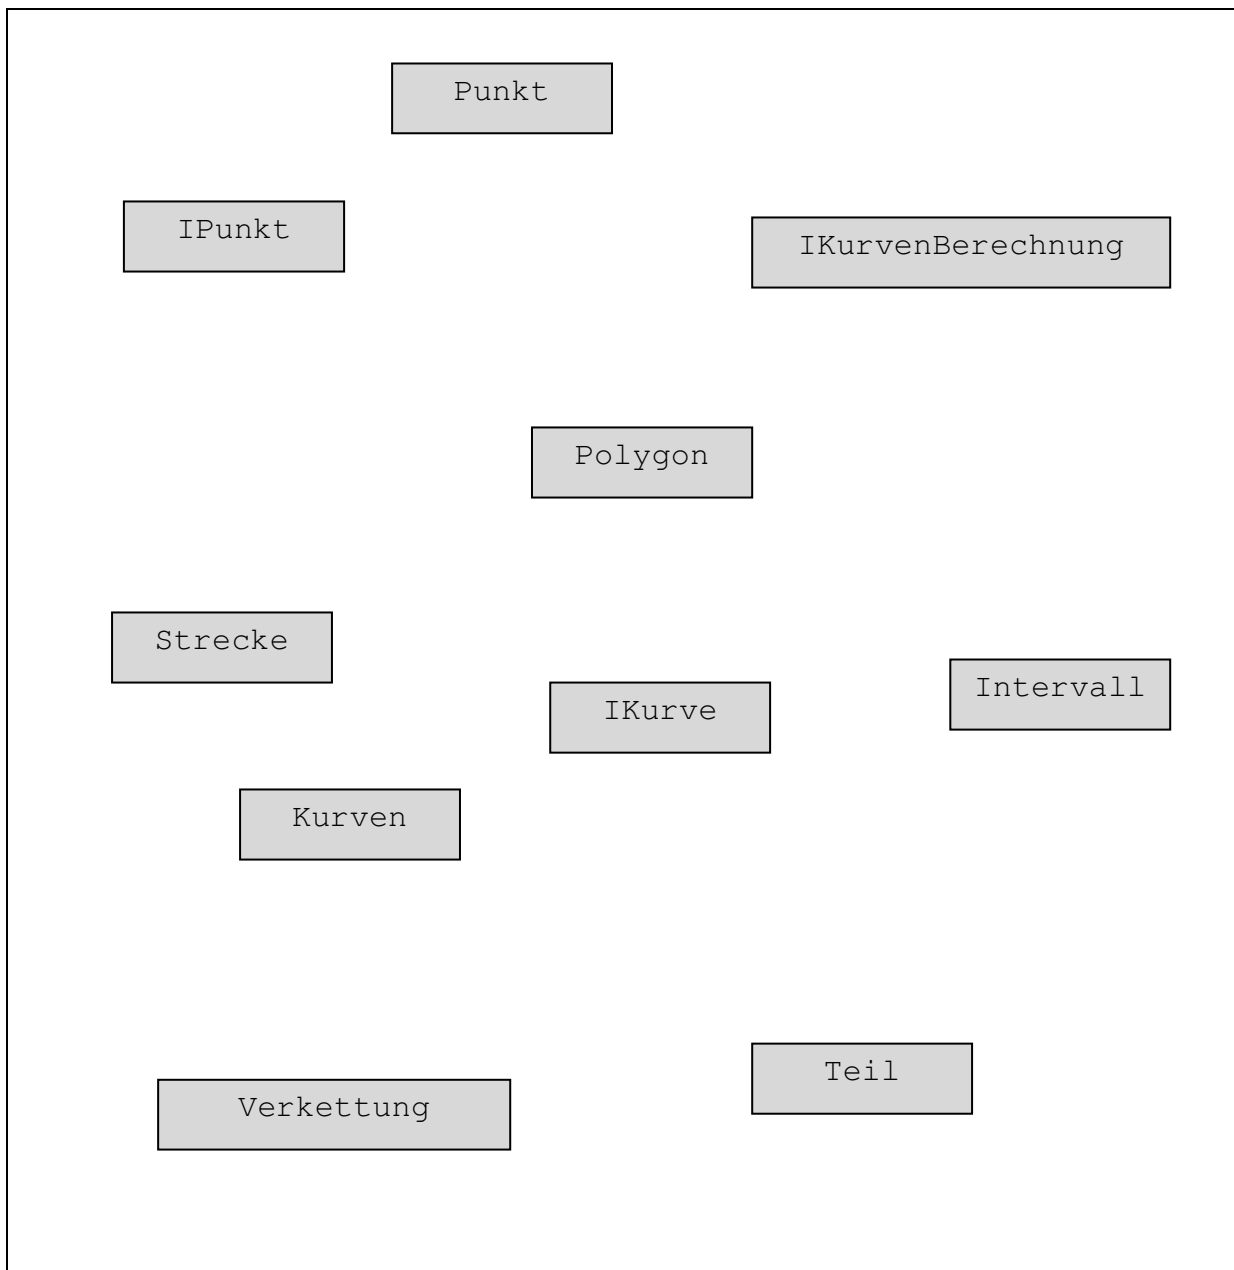 Punkt
IPunkt
IKurvenBerechnung
Polygon
Strecke
Intervall
IKurve
Kurven
Teil
Verkettung